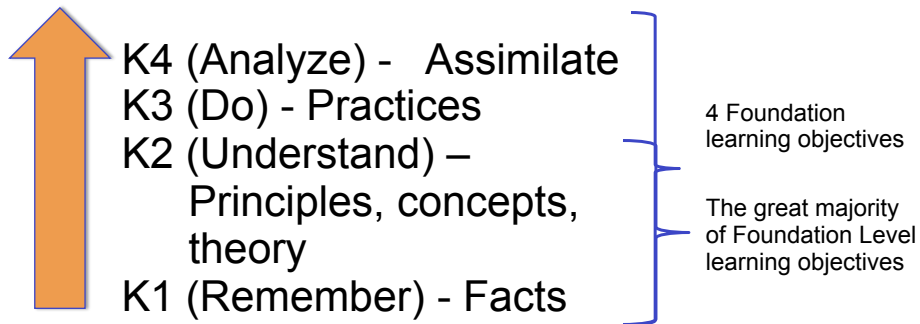 K4 (Analyze) - Assimilate
K3 (Do) - Practices
K2 (Understand) –
Principles, concepts,
theory
K1 (Remember) - Facts
4 Foundation
learning objectives
The great majority
of Foundation Level
learning objectives